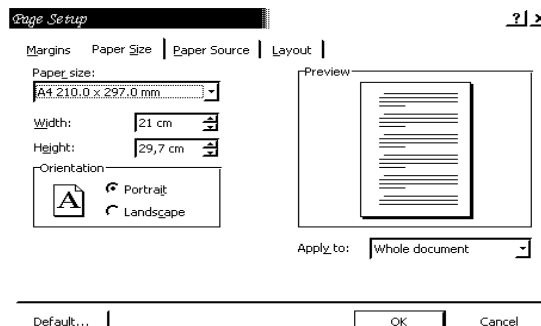 Page Setup ? x
Margins Paper Size Paper Source Layout
Paper size:
A4 210.0 x 297.0 mm
Width: 21 cm
Height: 29,7 cm
Orientation
A
Portrait
Landscape
Preview
Apply to: Whole document
Default... OK Cancel